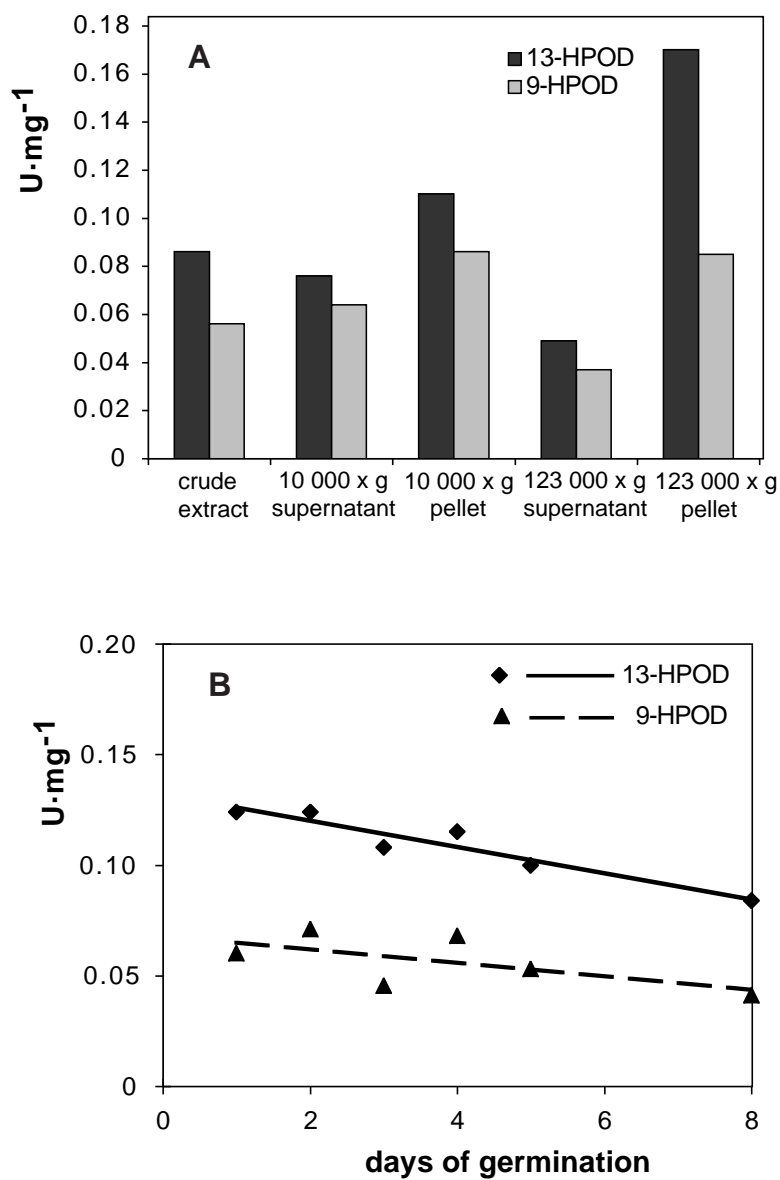 A
13-HPOD
9-HPOD
U·mg⁻¹
0.18
0.16
0.14
0.12
0.10
0.08
0.06
0.04
0.02
0
crude
extract
10 000 x g
supernatant
10 000 x g
pellet
123 000 x g
supernatant
123 000 x g
pellet
B
13-HPOD
9-HPOD
U·mg⁻¹
0.20
0.15
0.10
0.05
0
0 2 4 6 8
days of germination